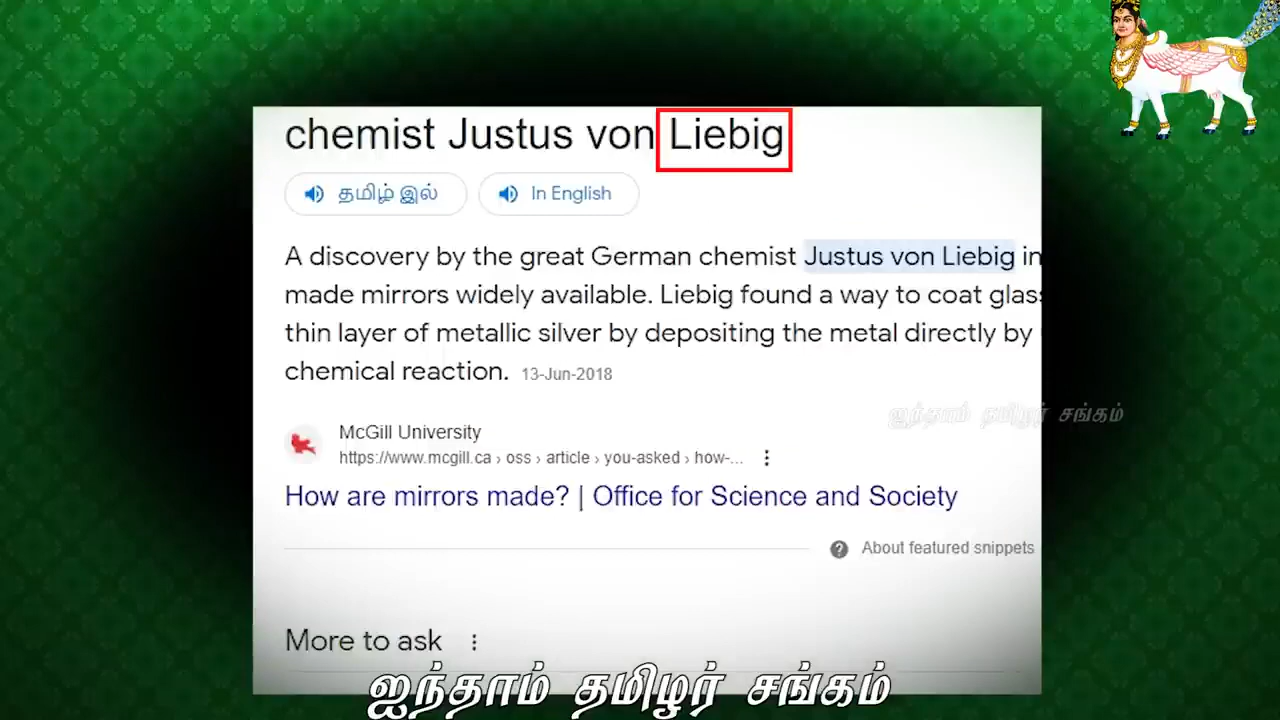 chemist Justus von Liebig
தமிழ் இல்
In English
A discovery by the great German chemist Justus von Liebig in
made mirrors widely available. Liebig found a way to coat glass
thin layer of metallic silver by depositing the metal directly by
chemical reaction. 13-Jun-2018
ஐந்தாம் தமிழர் சங்கம்
McGill University
https://www.mcgill.ca › oss › article › you-asked › how-...
How are mirrors made? | Office for Science and Society
About featured snippets
More to ask
ஐந்தாம் தமிழர் சங்கம்